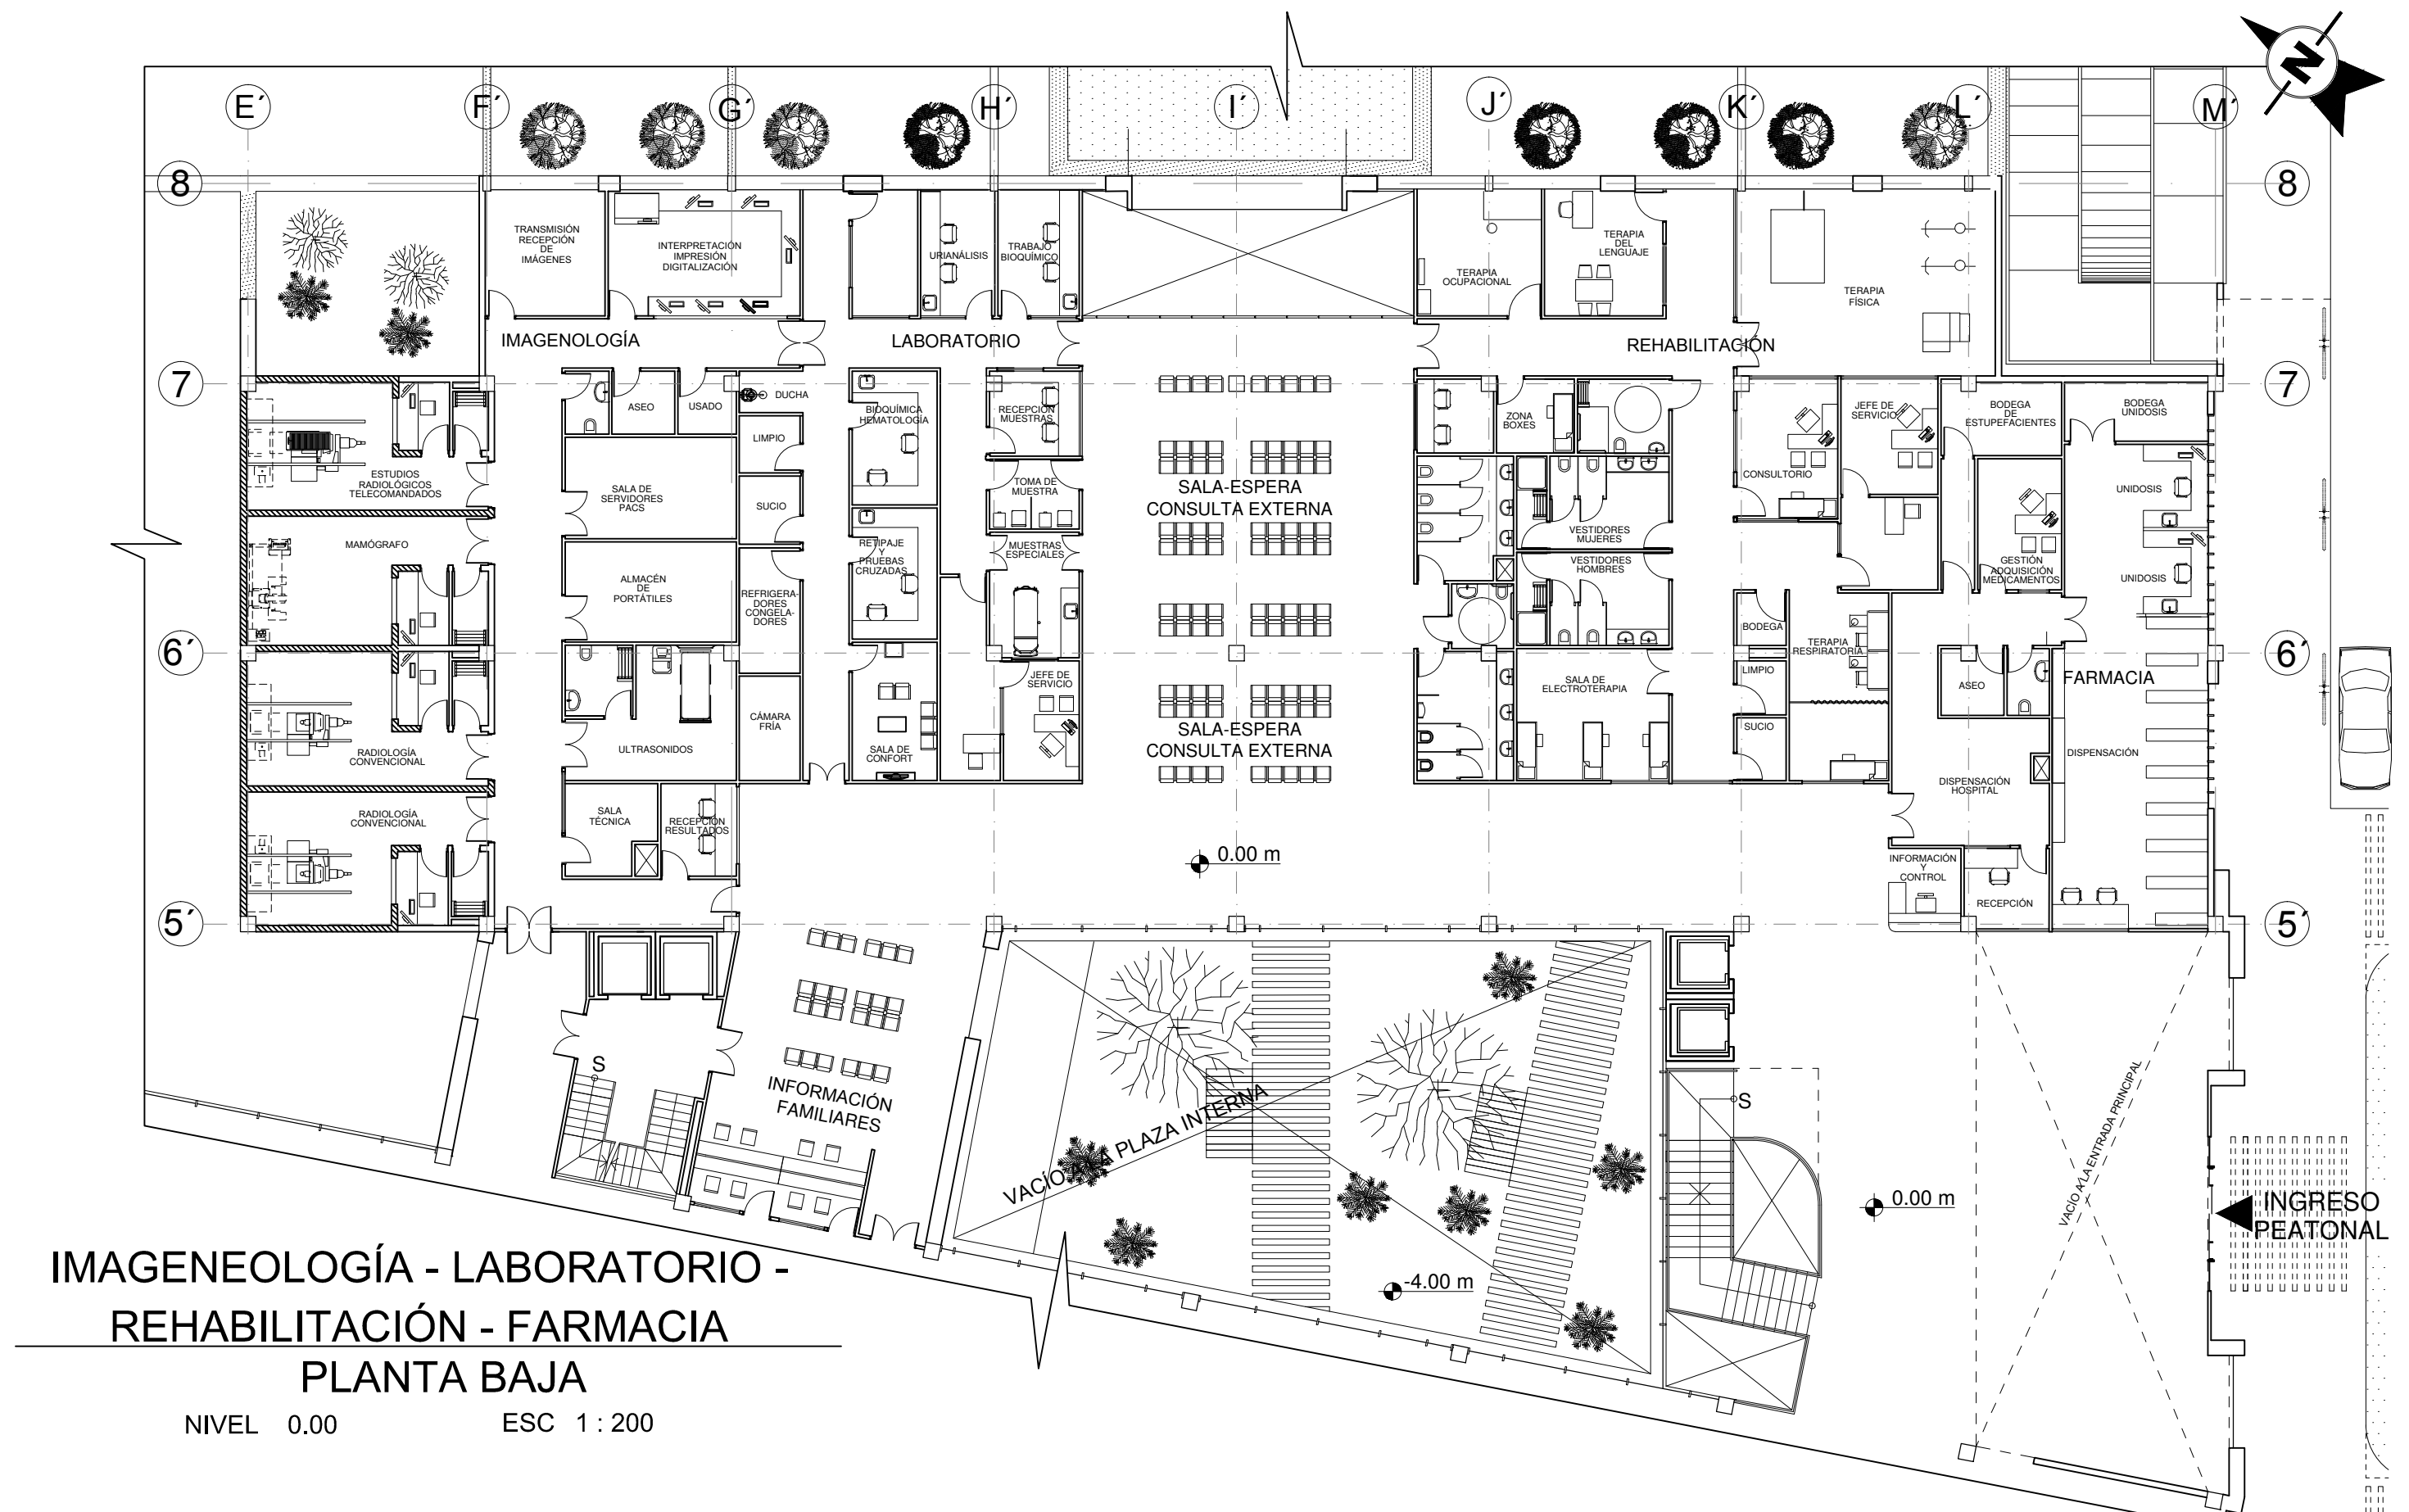 N
E´
F´
G´
H´
I´
J´
K´
L´
M´
8
8
TRANSMISIÓN
RECEPCIÓN
DE
IMÁGENES
INTERPRETACIÓN
IMPRESIÓN
DIGITALIZACIÓN
URIANÁLISIS
TRABAJO
BIOQUÍMICO
TERAPIA
OCUPACIONAL
TERAPIA
DEL
LENGUAJE
TERAPIA
FÍSICA
IMAGENOLOGÍA
LABORATORIO
REHABILITACIÓN
7
7
ASEO
USADO
DUCHA
LIMPIO
SUCIO
BIOQUÍMICA
HEMATOLOGÍA
RECEPCIÓN
MUESTRAS
ZONA
BOXES
JEFE DE
SERVICIO
BODEGA
DE
ESTUPEFACIENTES
BODEGA
UNIDOSIS
ESTUDIOS
RADIOLÓGICOS
TELECOMANDADOS
SALA DE
SERVIDORES
PACS
TOMA DE
MUESTRA
SALA-ESPERA
CONSULTA EXTERNA
CONSULTORIO
UNIDOSIS
MAMÓGRAFO
RETIPAJE
Y
PRUEBAS
CRUZADAS
MUESTRAS
ESPECIALES
VESTIDORES
MUJERES
VESTIDORES
HOMBRES
GESTIÓN
ADQUISICIÓN
MEDICAMENTOS
UNIDOSIS
ALMACÉN
DE
PORTÁTILES
REFRIGERA-
DORES
CONGELA-
DORES
BODEGA
TERAPIA
RESPIRATORIA
6´
6´
JEFE DE
SERVICIO
SALA DE
ELECTROTERAPIA
LIMPIO
ASEO
FARMACIA
CÁMARA
FRÍA
SUCIO
RADIOLOGÍA
CONVENCIONAL
ULTRASONIDOS
SALA DE
CONFORT
SALA-ESPERA
CONSULTA EXTERNA
DISPENSACIÓN
DISPENSACIÓN
HOSPITAL
RADIOLOGÍA
CONVENCIONAL
SALA
TÉCNICA
RECEPCIÓN
RESULTADOS
0.00 m
INFORMACIÓN
Y
CONTROL
RECEPCIÓN
5´
5´
S
INFORMACIÓN
FAMILIARES
VACÍO A LA PLAZA INTERNA
S
VACÍO A LA ENTRADA PRINCIPAL
0.00 m
INGRESO
PEATONAL
-4.00 m
IMAGENEOLOGÍA - LABORATORIO -
REHABILITACIÓN - FARMACIA
PLANTA BAJA
NIVEL 0.00 ESC 1 : 200